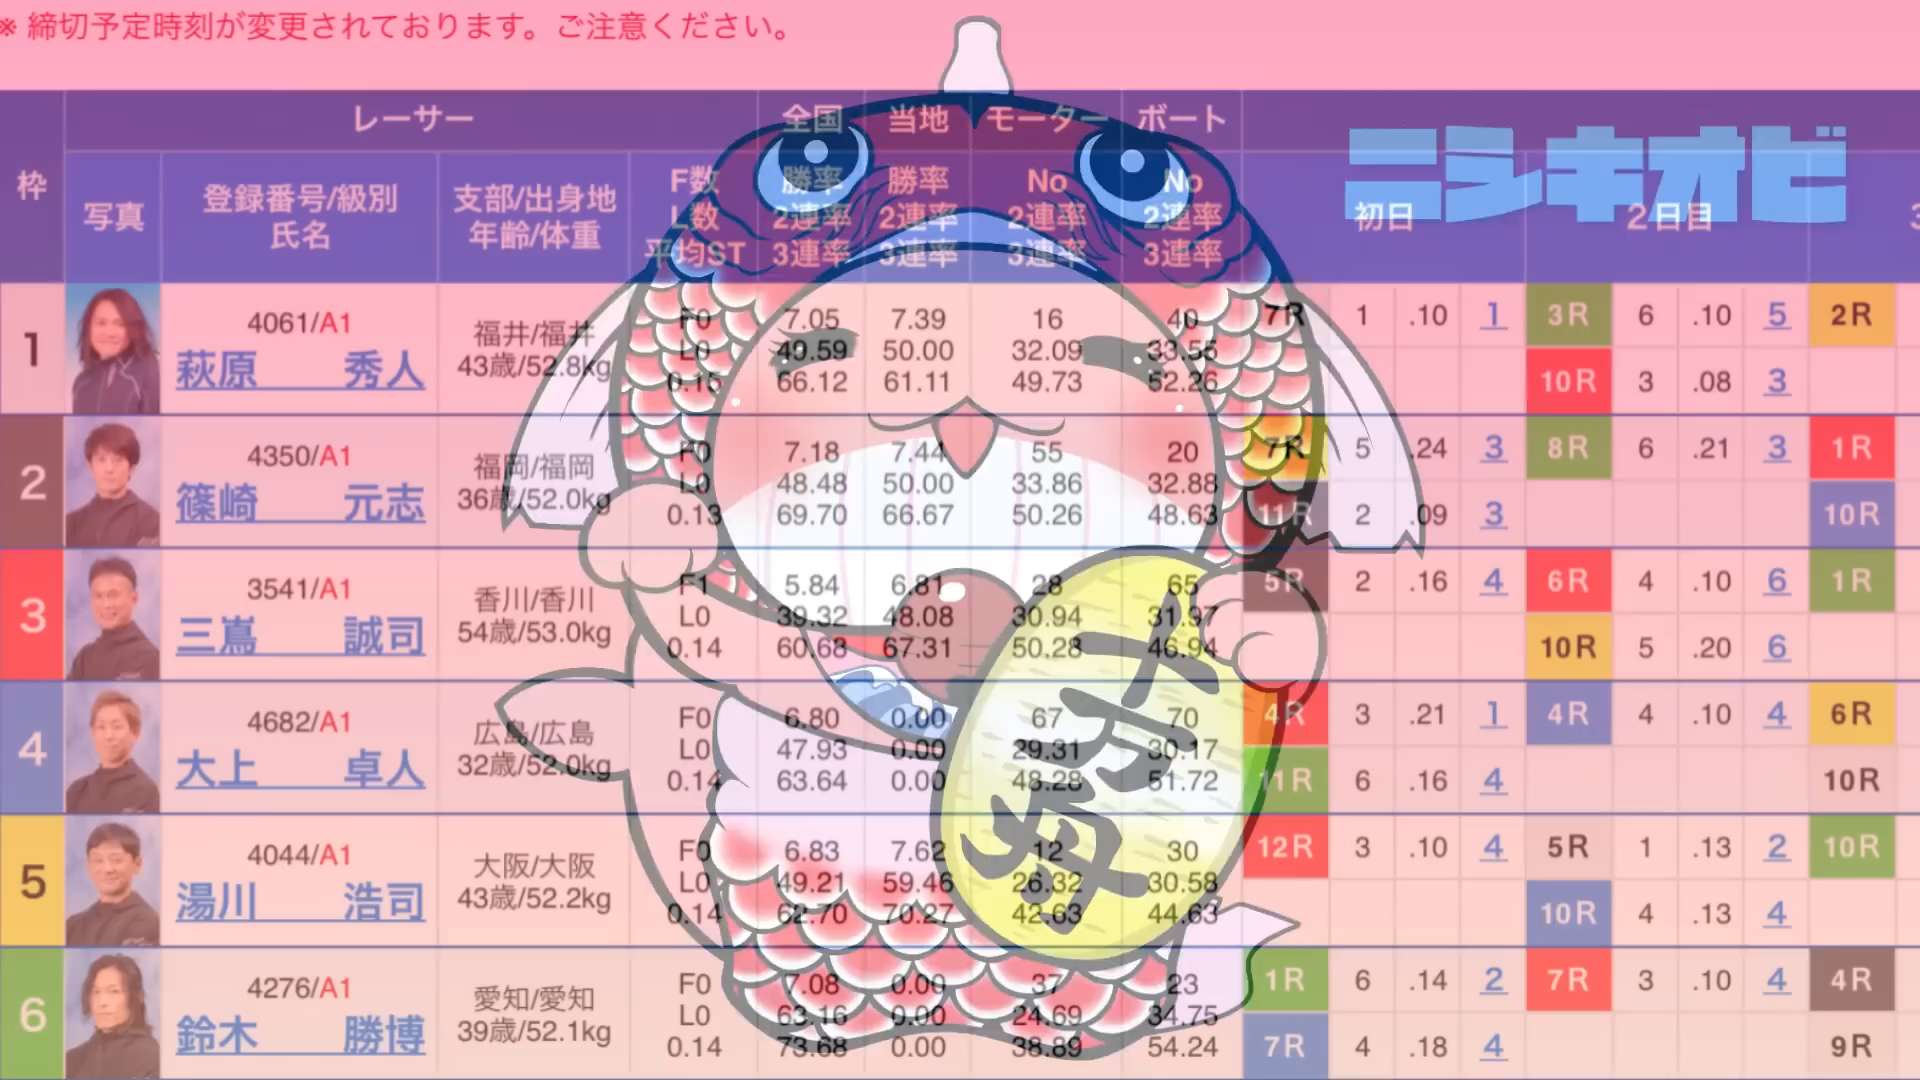 ※ 締切予定時刻が変更されております。ご注意ください。
枠 レーサー 全国 当地 モーター ボート
ニシキオビ
写真 登録番号/級別 氏名 支部/出身地 年齢/体重 F数 L数 平均ST 勝率 2連率 3連率 勝率 2連率 3連率 No 2連率 3連率 No 2連率 3連率 初日 2日目
1 4061/A1 福井/福井 F0 7.05 7.39 16 40 7R 1 .10 1 3R 6 .10 5 2R
萩原 秀人 43歳/52.8kg L0 49.59 50.00 32.09 33.55
0.15 66.12 61.11 49.73 52.26 10R 3 .08 3
2 4350/A1 福岡/福岡 F0 7.18 7.44 55 20 7R 5 .24 3 8R 6 .21 3 1R
篠崎 元志 36歳/52.0kg L0 48.48 50.00 33.86 32.88
0.13 69.70 66.67 50.26 48.63 11R 2 .09 3 10R
3 3541/A1 香川/香川 F1 5.84 6.81 28 65 5R 2 .16 4 6R 4 .10 6 1R
三嶌 誠司 54歳/53.0kg L0 39.32 48.08 30.94 31.97
0.14 60.68 67.31 50.28 46.94 10R 5 .20 6
4 4682/A1 広島/広島 F0 6.80 0.00 67 70 4R 3 .21 1 4R 4 .10 4 6R
大上 卓人 32歳/52.0kg L0 47.93 0.00 29.31 30.17
0.14 63.64 0.00 48.28 51.72 11R 6 .16 4 10R
5 4044/A1 大阪/大阪 F0 6.83 7.62 12 30 12R 3 .10 4 5R 1 .13 2 10R
湯川 浩司 43歳/52.2kg L0 49.21 59.46 26.32 30.58
0.14 62.70 70.27 42.63 44.63 10R 4 .13 4
6 4276/A1 愛知/愛知 F0 7.08 0.00 37 23 1R 6 .14 2 7R 3 .10 4 4R
鈴木 勝博 39歳/52.1kg L0 63.16 0.00 24.69 34.75
0.14 73.68 0.00 38.89 54.24 7R 4 .18 4 9R
十万舟